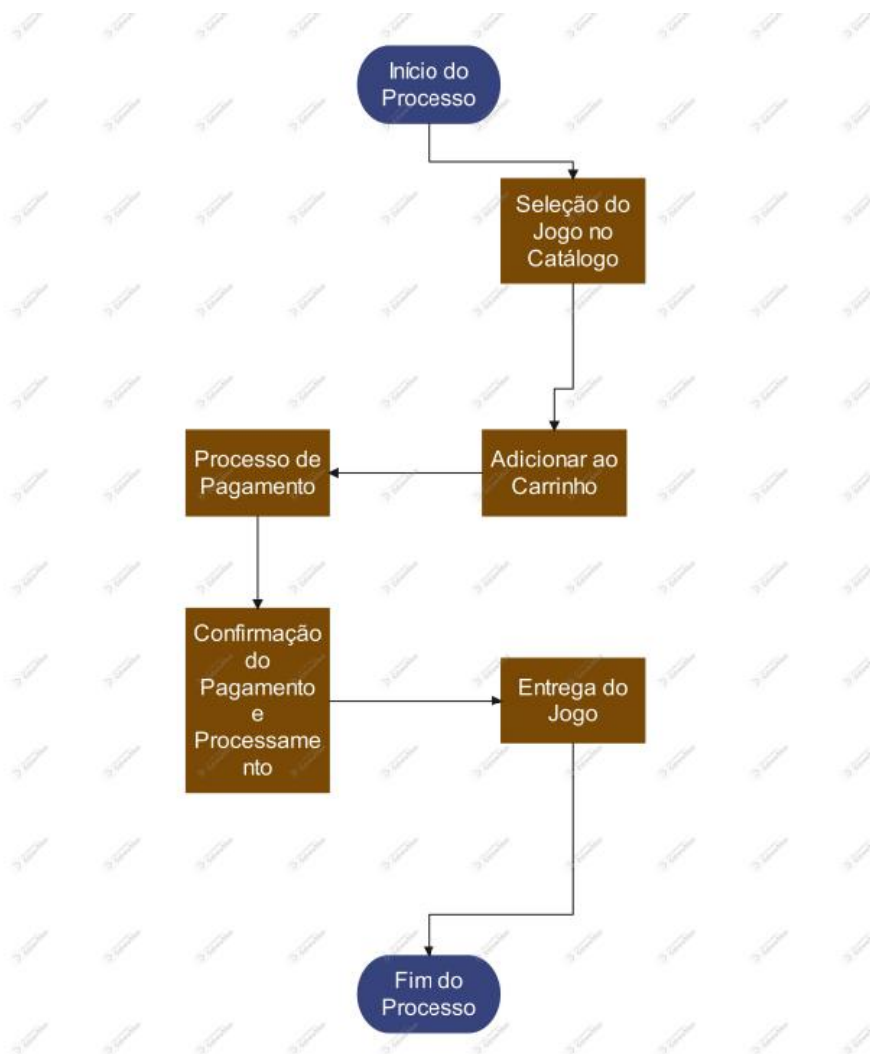 Início do
Processo
Seleção do
Jogo no
Catálogo
Adicionar ao
Carrinho
Processo de
Pagamento
Confirmação
do
Pagamento
e
Processame
nto
Entrega do
Jogo
Fim do
Processo